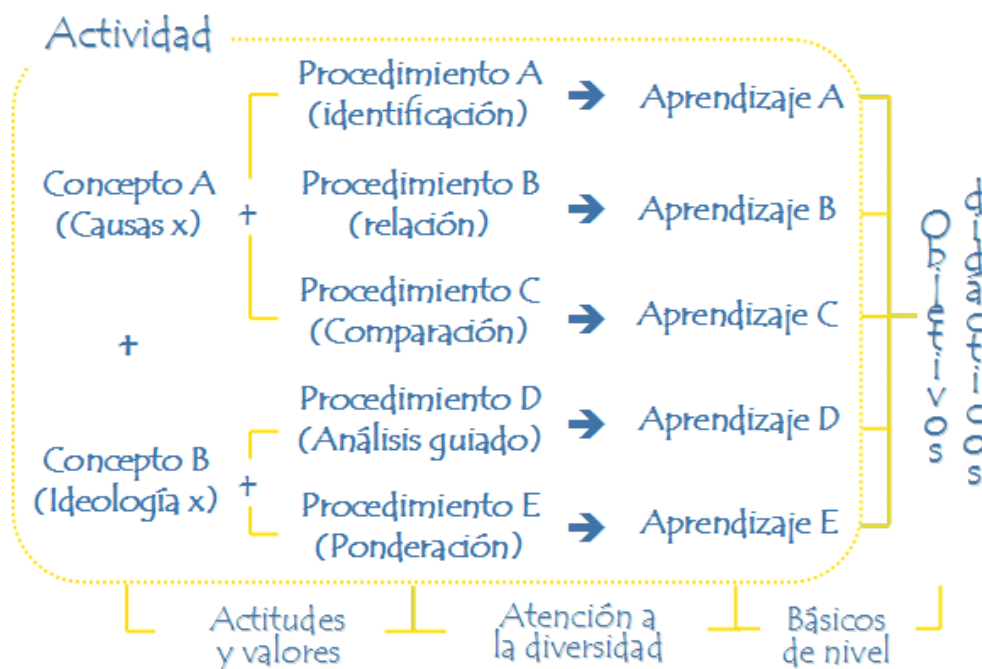 Actividad
Concepto A
(Causas x)
+
Concepto B
(Ideología x)
+
Procedimiento A
(identificación)
Procedimiento B
(relación)
Procedimiento C
(Comparación)
+
Procedimiento D
(Análisis guiado)
Procedimiento E
(Ponderación)
Aprendizaje A
Aprendizaje B
Aprendizaje C
Aprendizaje D
Aprendizaje E
Objetivos
didácticos
Actitudes
y valores
Atención a
la diversidad
Básicos
de nivel